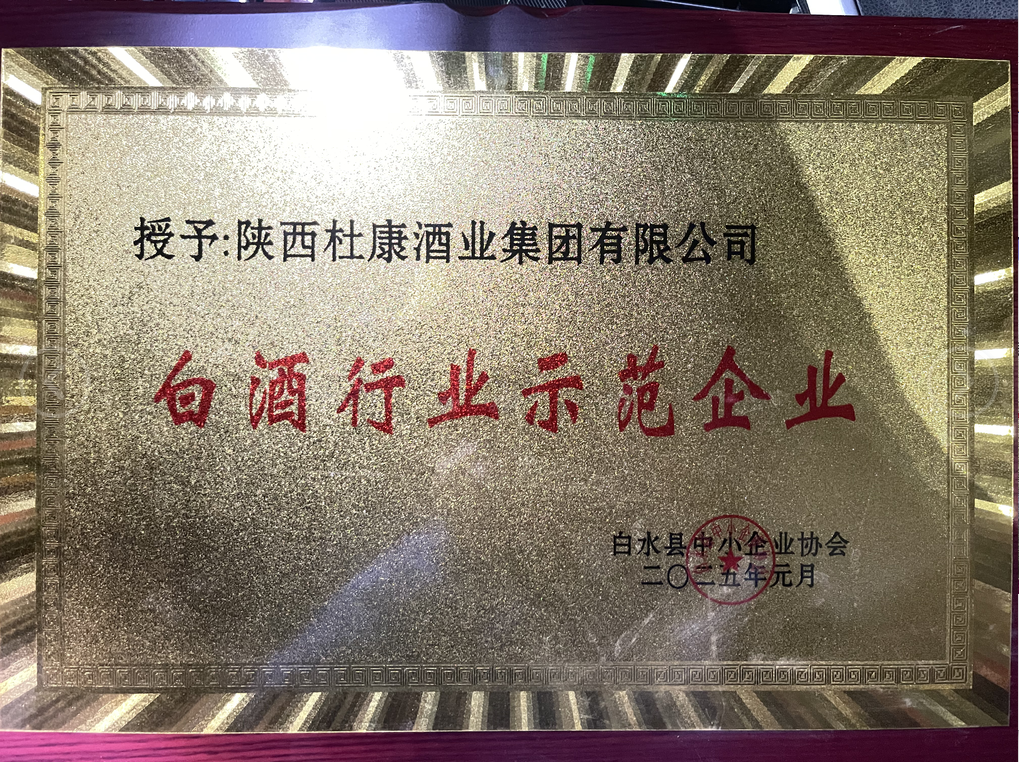 授予:陕西杜康酒业集团有限公司
白酒行业示范企业
白水县中小企业协会
二〇二五年元月